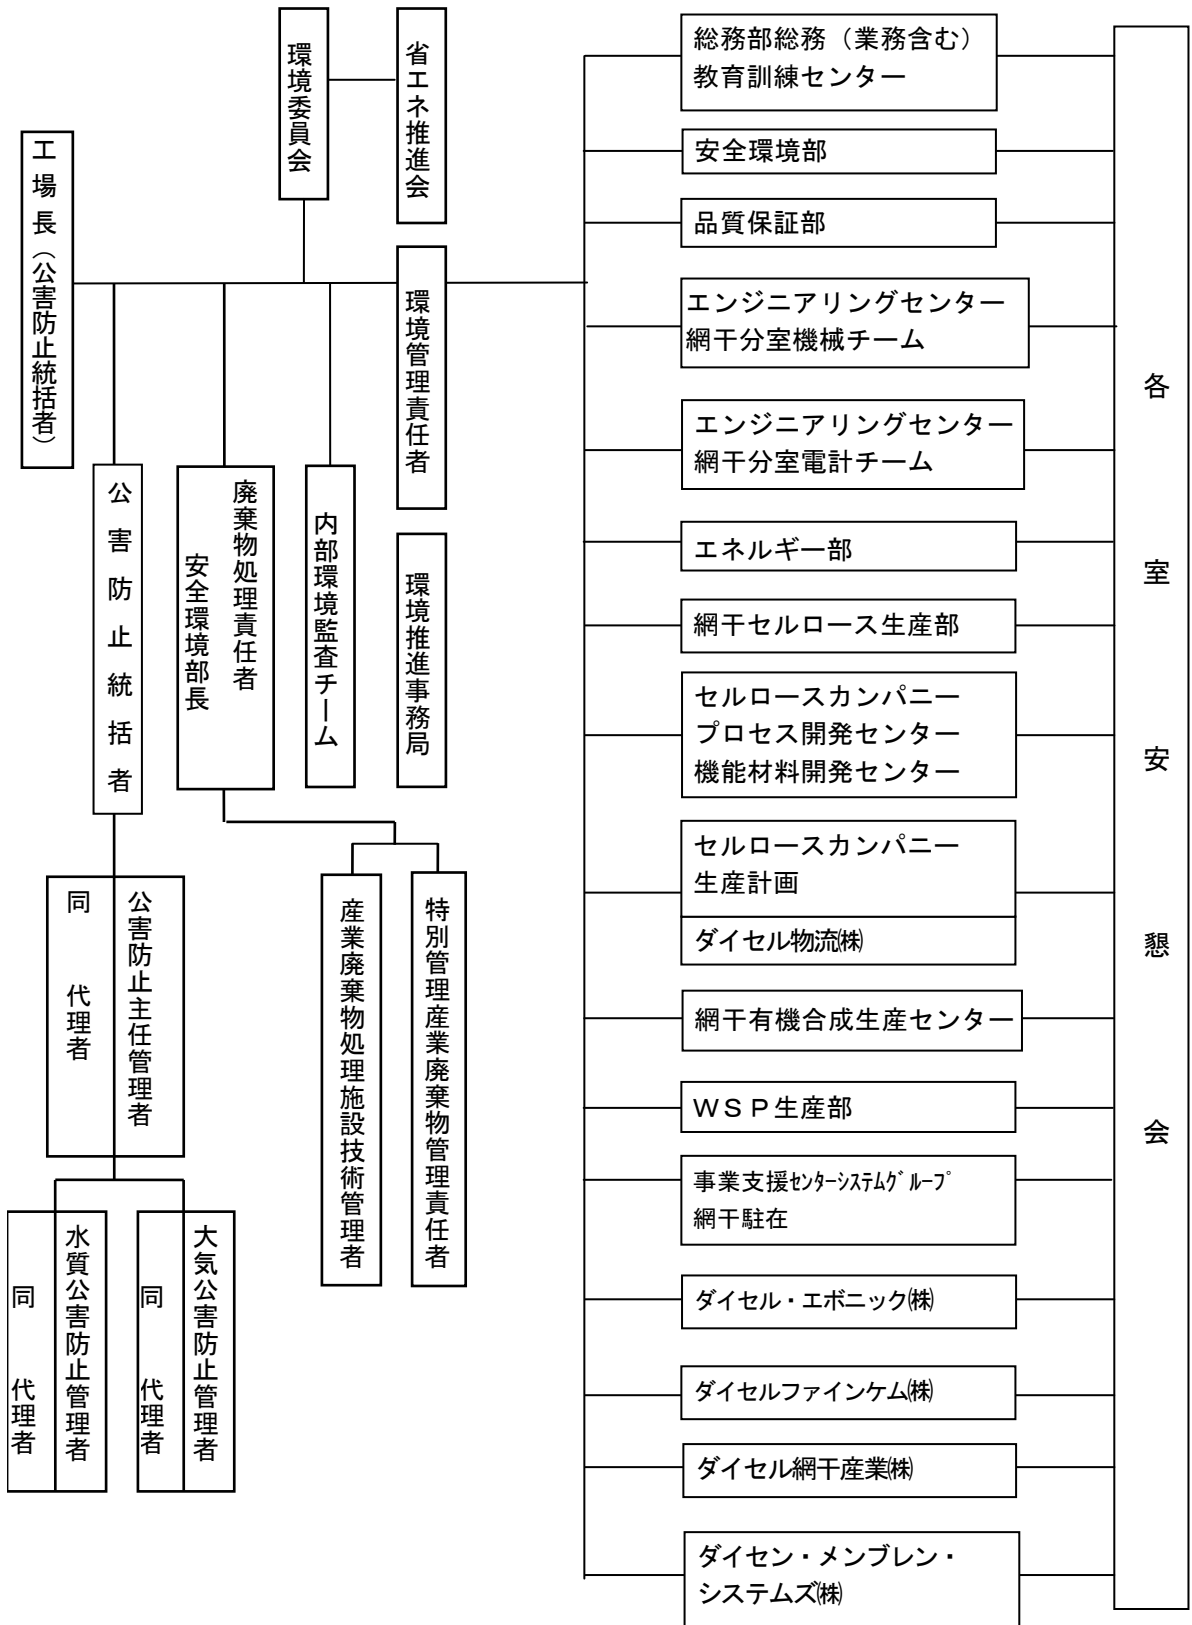 工場長（公害防止統括者）
環境委員会
省エネ推進会
環境管理責任者
環境推進事務局
内部環境監査チーム
廃棄物処理責任者
安全環境部長
公害防止統括者
公害防止主任管理者
同　代理者
大気公害防止管理者
同　代理者
水質公害防止管理者
同　代理者
特別管理産業廃棄物管理責任者
産業廃棄物処理施設技術管理者
総務部総務（業務含む）
教育訓練センター
安全環境部
品質保証部
エンジニアリングセンター
網干分室機械チーム
エンジニアリングセンター
網干分室電計チーム
エネルギー部
網干セルロース生産部
セルロースカンパニー
プロセス開発センター
機能材料開発センター
セルロースカンパニー
生産計画
ダイセル物流㈱
網干有機合成生産センター
ＷＳＰ生産部
事業支援ｾﾝﾀｰｼｽﾃﾑｸﾞﾙｰﾌﾟ
網干駐在
ダイセル・エボニック㈱
ダイセルファインケム㈱
ダイセル網干産業㈱
ダイセン・メンブレン・
システムズ㈱
各室安懇会